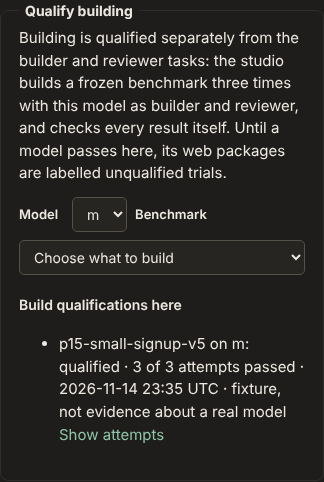 Qualify building
Building is qualified separately from the
builder and reviewer tasks: the studio
builds a frozen benchmark three times
with this model as builder and reviewer,
and checks every result itself. Until a
model passes here, its web packages
are labelled unqualified trials.
Model m Benchmark
Choose what to build
Build qualifications here
• p15-small-signup-v5 on m:
qualified · 3 of 3 attempts passed ·
2026-11-14 23:35 UTC · fixture,
not evidence about a real model
Show attempts